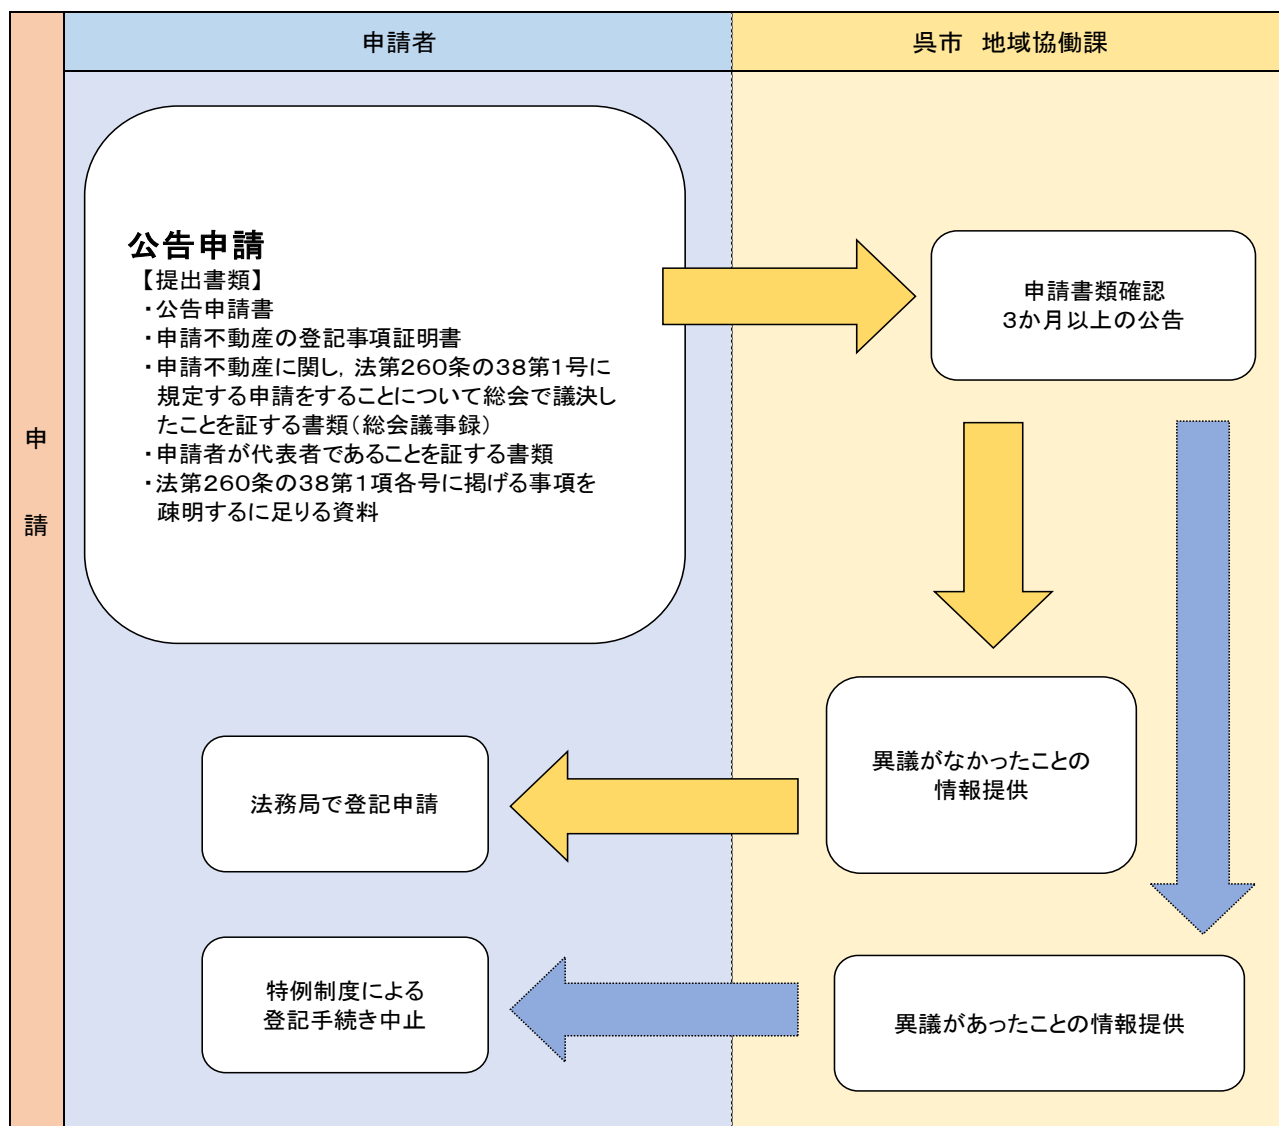 申請者
呉市　地域協働課
申
請
公告申請
【提出書類】
・公告申請書
・申請不動産の登記事項証明書
・申請不動産に関し，法第２６０条の３８第１号に
規定する申請をすることについて総会で議決し
たことを証する書類（総会議事録）
・申請者が代表者であることを証する書類
・法第２６０条の３８第１項各号に掲げる事項を
疎明するに足りる資料
申請書類確認
３か月以上の公告
異議がなかったことの
情報提供
法務局で登記申請
特例制度による
登記手続き中止
異議があったことの情報提供